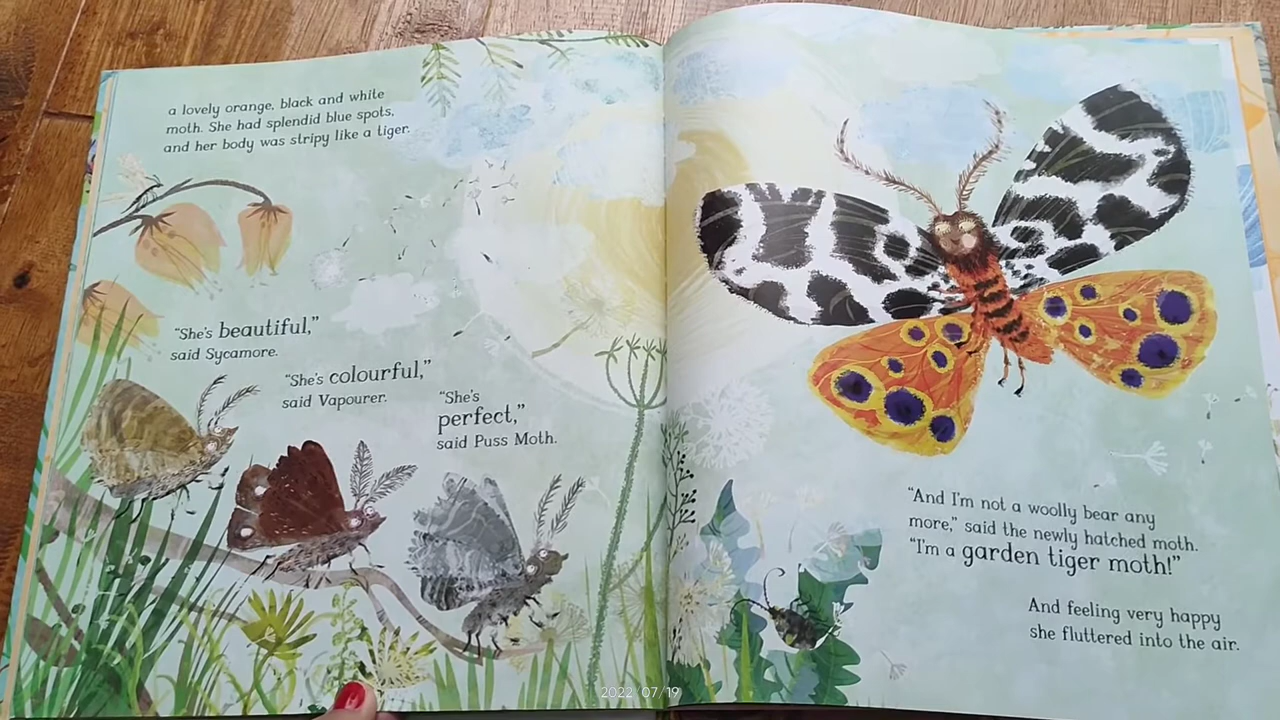 a lovely orange, black and white
moth. She had splendid blue spots,
and her body was stripy like a tiger.
“She’s beautiful,”
said Sycamore.
“She’s colourful,”
said Vapourer.
“She’s
perfect,”
said Puss Moth.
“And I’m not a woolly bear any
more,” said the newly hatched moth.
“I’m a garden tiger moth!”
And feeling very happy
she fluttered into the air.
2022/07/19